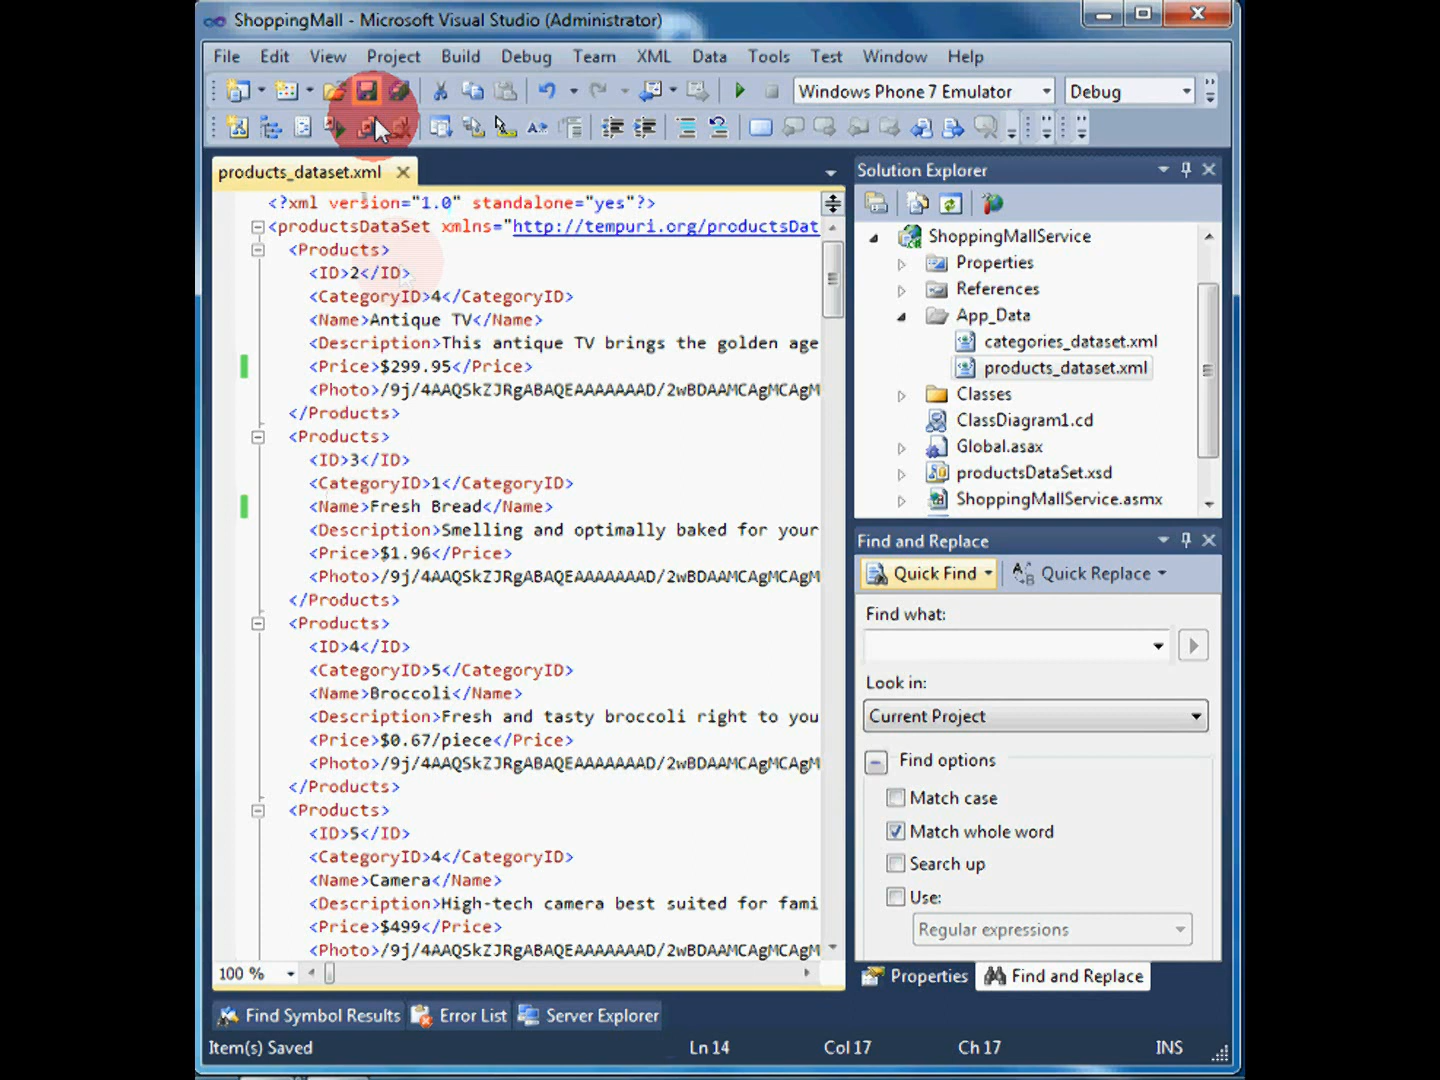 ShoppingMall - Microsoft Visual Studio (Administrator)
File Edit View Project Build Debug Team XML Data Tools Test Window Help
Windows Phone 7 Emulator
Debug
products_dataset.xml
<?xml version="1.0" standalone="yes"?>
<productsDataSet xmlns="http://tempuri.org/productsDat
<Products>
<ID>2</ID>
<CategoryID>4</CategoryID>
<Name>Antique TV</Name>
<Description>This antique TV brings the golden age
<Price>$299.95</Price>
<Photo>/9j/4AAQSkZJRgABAQEAAAAAAAD/2wBDAAMCAgMCAgM
</Products>
<Products>
<ID>3</ID>
<CategoryID>1</CategoryID>
<Name>Fresh Bread</Name>
<Description>Smelling and optimally baked for your
<Price>$1.96</Price>
<Photo>/9j/4AAQSkZJRgABAQEAAAAAAAD/2wBDAAMCAgMCAgM
</Products>
<Products>
<ID>4</ID>
<CategoryID>5</CategoryID>
<Name>Broccoli</Name>
<Description>Fresh and tasty broccoli right to you
<Price>$0.67/piece</Price>
<Photo>/9j/4AAQSkZJRgABAQEAAAAAAAD/2wBDAAMCAgMCAgM
</Products>
<Products>
<ID>5</ID>
<CategoryID>4</CategoryID>
<Name>Camera</Name>
<Description>High-tech camera best suited for fami
<Price>$499</Price>
<Photo>/9j/4AAQSkZJRgABAQEAAAAAAAD/2wBDAAMCAgMCAgM
100 %
Solution Explorer
ShoppingMallService
Properties
References
App_Data
categories_dataset.xml
products_dataset.xml
Classes
ClassDiagram1.cd
Global.asax
productsDataSet.xsd
ShoppingMallService.asmx
Find and Replace
Quick Find
Quick Replace
Find what:
Look in:
Current Project
Find options
Match case
Match whole word
Search up
Use:
Regular expressions
Properties
Find and Replace
Find Symbol Results
Error List
Server Explorer
Item(s) Saved
Ln 14
Col 17
Ch 17
INS